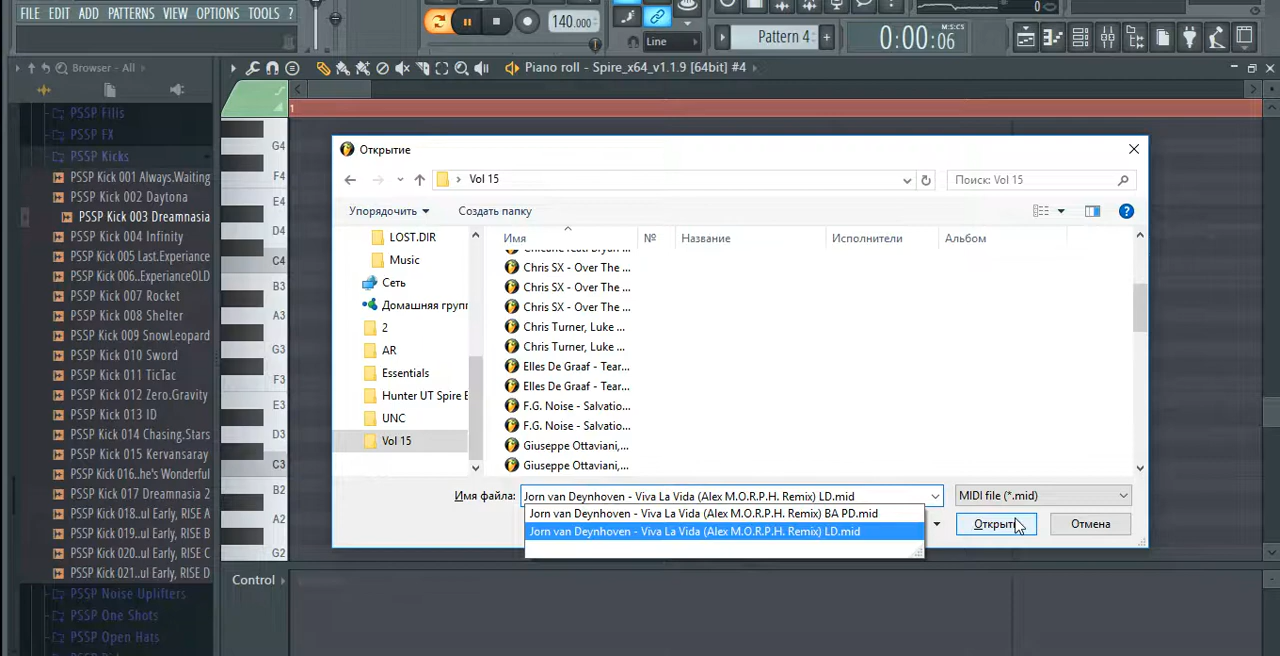 FILE EDIT ADD PATTERNS VIEW OPTIONS TOOLS ?
140.000
Line
Pattern 4
0:00:06
M:S:CS
0
Browser - All
Piano roll - Spire_x64_v1.1.9 [64bit] #4
1
PSSP Fills
PSSP FX
PSSP Kicks
PSSP Kick 001 Always.Waiting
PSSP Kick 002 Daytona
PSSP Kick 003 Dreamnasia
PSSP Kick 004 Infinity
PSSP Kick 005 Last.Experience
PSSP Kick 006..ExperianceOLD
PSSP Kick 007 Rocket
PSSP Kick 008 Shelter
PSSP Kick 009 SnowLeopard
PSSP Kick 010 Sword
PSSP Kick 011 TicTac
PSSP Kick 012 Zero.Gravity
PSSP Kick 013 ID
PSSP Kick 014 Chasing.Stars
PSSP Kick 015 Kervansaray
PSSP Kick 016..he's Wonderful
PSSP Kick 017 Dreamnasia 2
PSSP Kick 018..ul Early, RISE A
PSSP Kick 019..ul Early, RISE B
PSSP Kick 020..ul Early, RISE C
PSSP Kick 021..ul Early, RISE D
PSSP Noise Uplifters
PSSP One Shots
PSSP Open Hats
G4
F4
E4
D4
C4
B3
A3
G3
F3
E3
D3
C3
B2
A2
Control
Открытие
Vol 15
Поиск: Vol 15
Упорядочить
Создать папку
LOST.DIR
Music
Сеть
Домашняя групп
2
AR
Essentials
Hunter UT Spire E
UNC
Vol 15
Имя
№
Название
Исполнители
Альбом
Chris SX - Over The ...
Chris SX - Over The ...
Chris SX - Over The ...
Chris Turner, Luke ...
Chris Turner, Luke ...
Elles De Graaf - Tear...
Elles De Graaf - Tear...
F.G. Noise - Salvatio...
F.G. Noise - Salvatio...
Giuseppe Ottaviani,...
Giuseppe Ottaviani,...
Имя файла:
Jorn van Deynhoven - Viva La Vida (Alex M.O.R.P.H. Remix) LD.mid
MIDI file (*.mid)
Jorn van Deynhoven - Viva La Vida (Alex M.O.R.P.H. Remix) BA PD.mid
Jorn van Deynhoven - Viva La Vida (Alex M.O.R.P.H. Remix) LD.mid
Открыть
Отмена